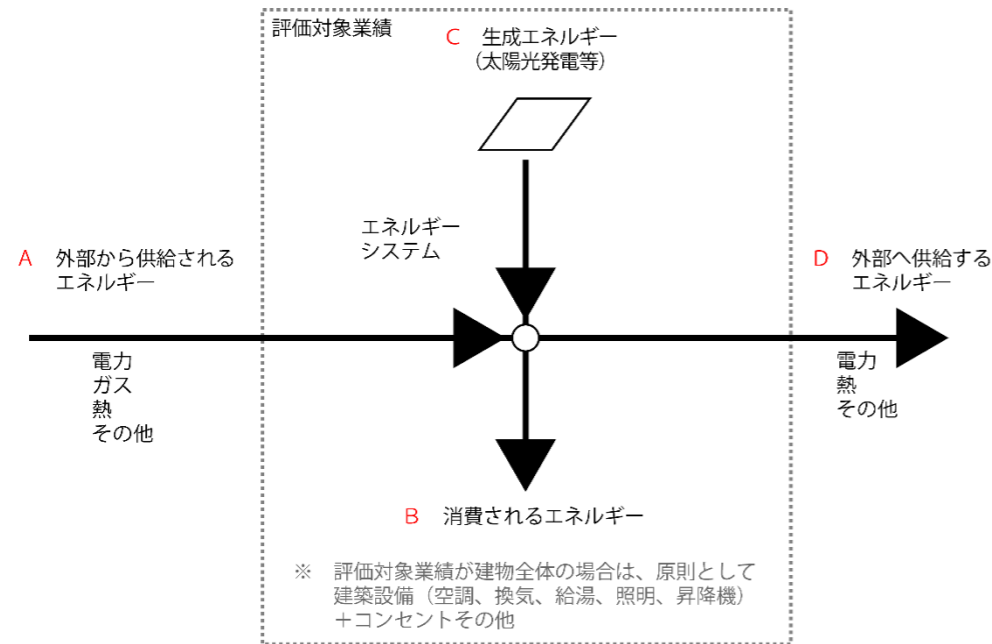 評価対象業績
C 生成エネルギー
（太陽光発電等）
エネルギー
システム
A 外部から供給される
エネルギー
D 外部へ供給する
エネルギー
電力
ガス
熱
その他
電力
熱
その他
B 消費されるエネルギー
※ 評価対象業績が建物全体の場合は、原則として
建築設備（空調、換気、給湯、照明、昇降機）
＋コンセントその他